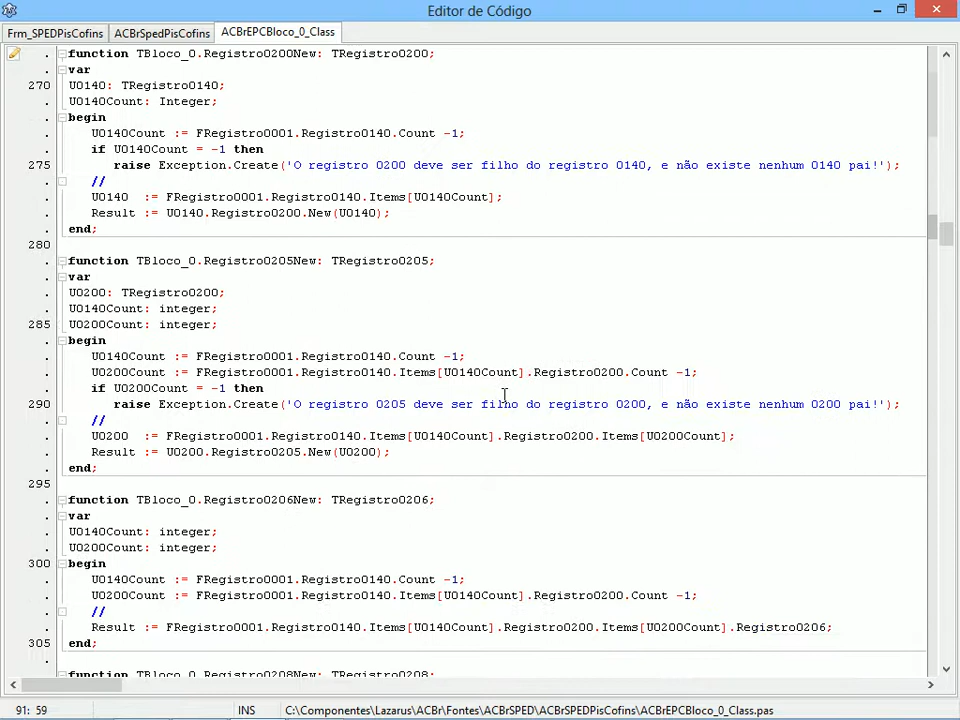 Editor de Código
Frm_SPEDPisCofins ACBrSpedPisCofins ACBrEPCBloco_0_Class
. function TBloco_0.Registro0200New: TRegistro0200;
. var
270 U0140: TRegistro0140;
. U0140Count: Integer;
. begin
. U0140Count := FRegistro0001.Registro0140.Count -1;
. if U0140Count = -1 then
275 raise Exception.Create('O registro 0200 deve ser filho do registro 0140, e não existe nenhum 0140 pai!');
. //
. U0140 := FRegistro0001.Registro0140.Items[U0140Count];
. Result := U0140.Registro0200.New(U0140);
. end;
280
. function TBloco_0.Registro0205New: TRegistro0205;
. var
. U0200: TRegistro0200;
. U0140Count: integer;
285 U0200Count: integer;
. begin
. U0140Count := FRegistro0001.Registro0140.Count -1;
. U0200Count := FRegistro0001.Registro0140.Items[U0140Count].Registro0200.Count -1;
. if U0200Count = -1 then
290 raise Exception.Create('O registro 0205 deve ser filho do registro 0200, e não existe nenhum 0200 pai!');
. //
. U0200 := FRegistro0001.Registro0140.Items[U0140Count].Registro0200.Items[U0200Count];
. Result := U0200.Registro0205.New(U0200);
. end;
295
. function TBloco_0.Registro0206New: TRegistro0206;
. var
. U0140Count: integer;
. U0200Count: integer;
300 begin
. U0140Count := FRegistro0001.Registro0140.Count -1;
. U0200Count := FRegistro0001.Registro0140.Items[U0140Count].Registro0200.Count -1;
. //
. Result := FRegistro0001.Registro0140.Items[U0140Count].Registro0200.Items[U0200Count].Registro0206;
305 end;
.
function TBloco_0.Registro0208New: TRegistro0208;
91: 59 INS C:\Componentes\Lazarus\ACBr\Fontes\ACBrSPED\ACBrSPEDPisCofins\ACBrEPCBloco_0_Class.pas